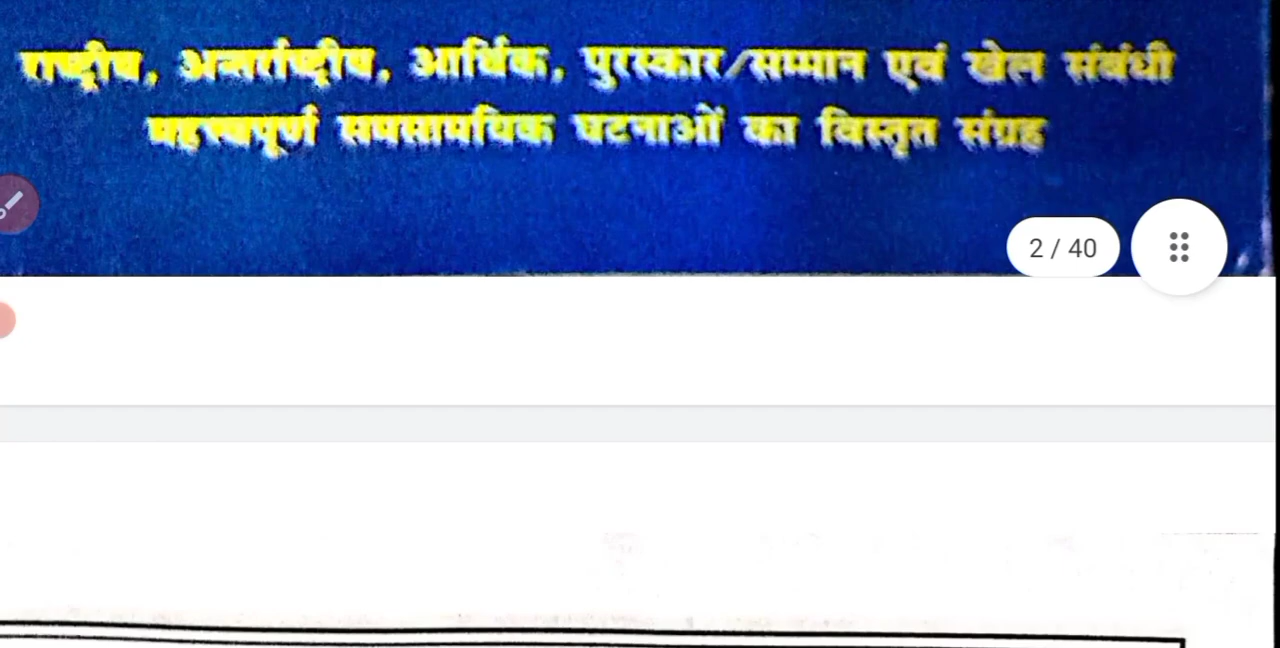 राष्ट्रीय, अन्तर्राष्ट्रीय, आर्थिक, पुरस्कार/सम्मान एवं खेल संबंधी
महत्त्वपूर्ण समसामयिक घटनाओं का विस्तृत संग्रह
2 / 40